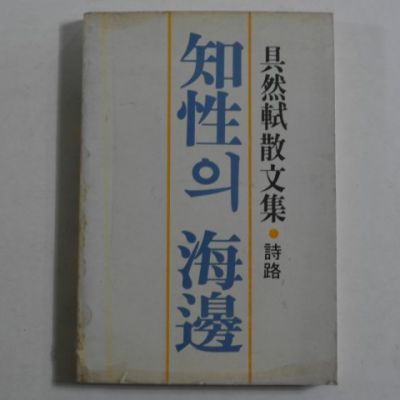 具然軾散文集•詩路
知性의 海邊